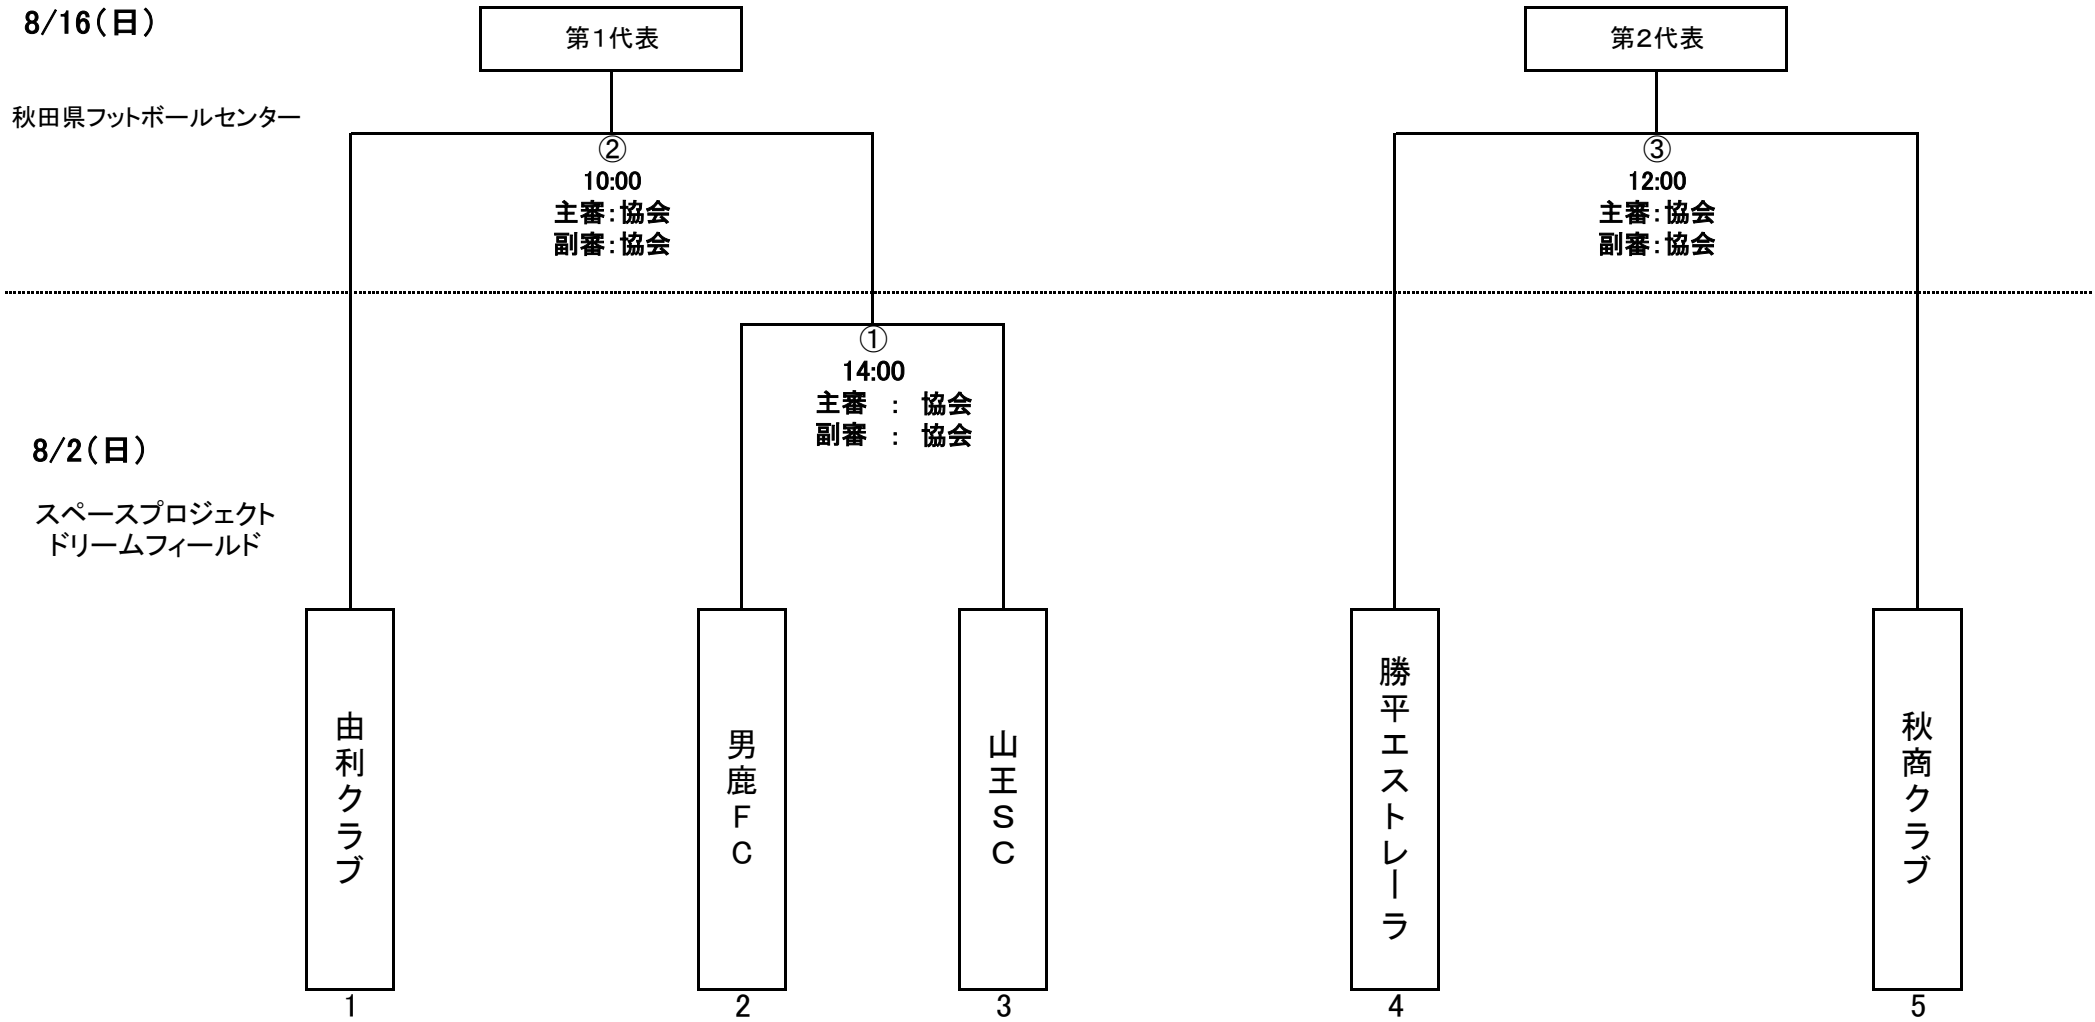 8/16(日)
第1代表
第2代表
秋田県フットボールセンター
②
10:00
主審:協会
副審:協会
③
12:00
主審:協会
副審:協会
①
14:00
主審 : 協会
副審 : 協会
8/2(日)
スペースプロジェクト
ドリームフィールド
由利クラブ
男鹿FC
山王SC
勝平エストレーラ
秋商クラブ
1
2
3
4
5